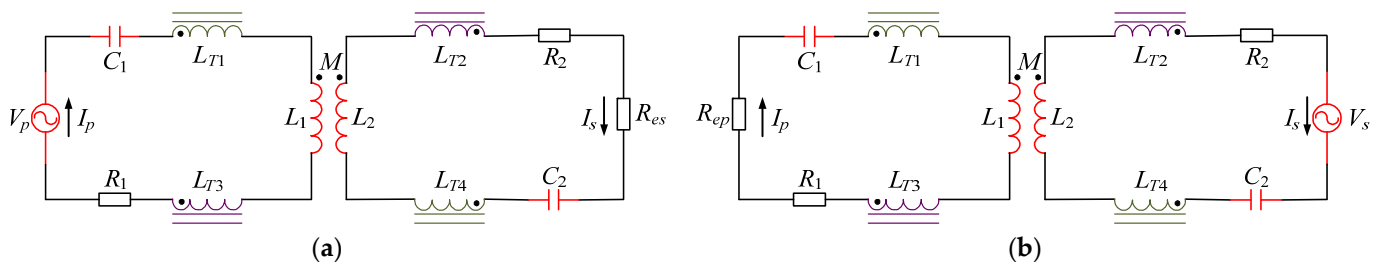 C1 LT1 M LT2 R2
Vp Ip L1 L2 Is Res
R1 LT3 LT4 C2
(a)
C1 LT1 M LT2 R2
Rep Ip L1 L2 Is Vs
R1 LT3 LT4 C2
(b)